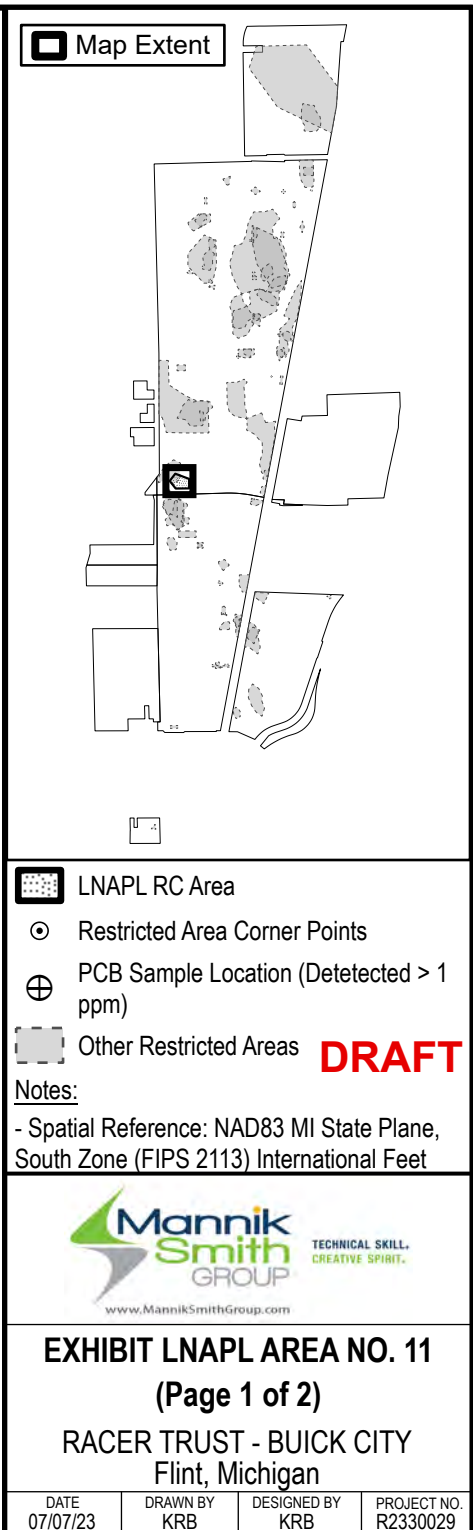 Map Extent
LNAPL RC Area
Restricted Area Corner Points
PCB Sample Location (Detetected > 1
ppm)
Other Restricted Areas
DRAFT
Notes:
- Spatial Reference: NAD83 MI State Plane,
South Zone (FIPS 2113) International Feet
Mannik
Smith
GROUP
TECHNICAL SKILL.
CREATIVE SPIRIT.
www.MannikSmithGroup.com
EXHIBIT LNAPL AREA NO. 11
(Page 1 of 2)
RACER TRUST - BUICK CITY
Flint, Michigan
DATE DRAWN BY DESIGNED BY PROJECT NO.
07/07/23 KRB KRB R2330029